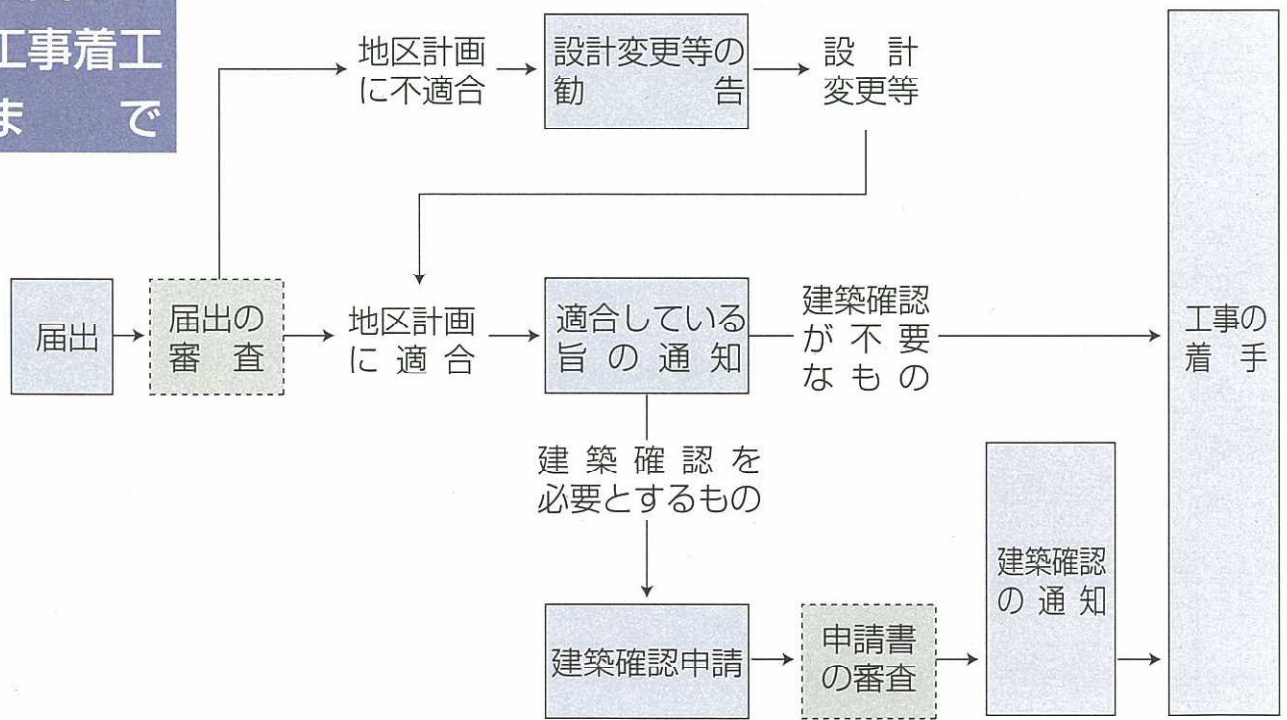 工事着工
まで
地区計画
に不適合
設計変更等の
勧告
設計
変更等
届出
届出の
審査
地区計画
に適合
適合している
旨の通知
建築確認
が不要
なもの
工事の
着手
建築確認を
必要とするもの
建築確認申請
申請書
の審査
建築確認
の通知